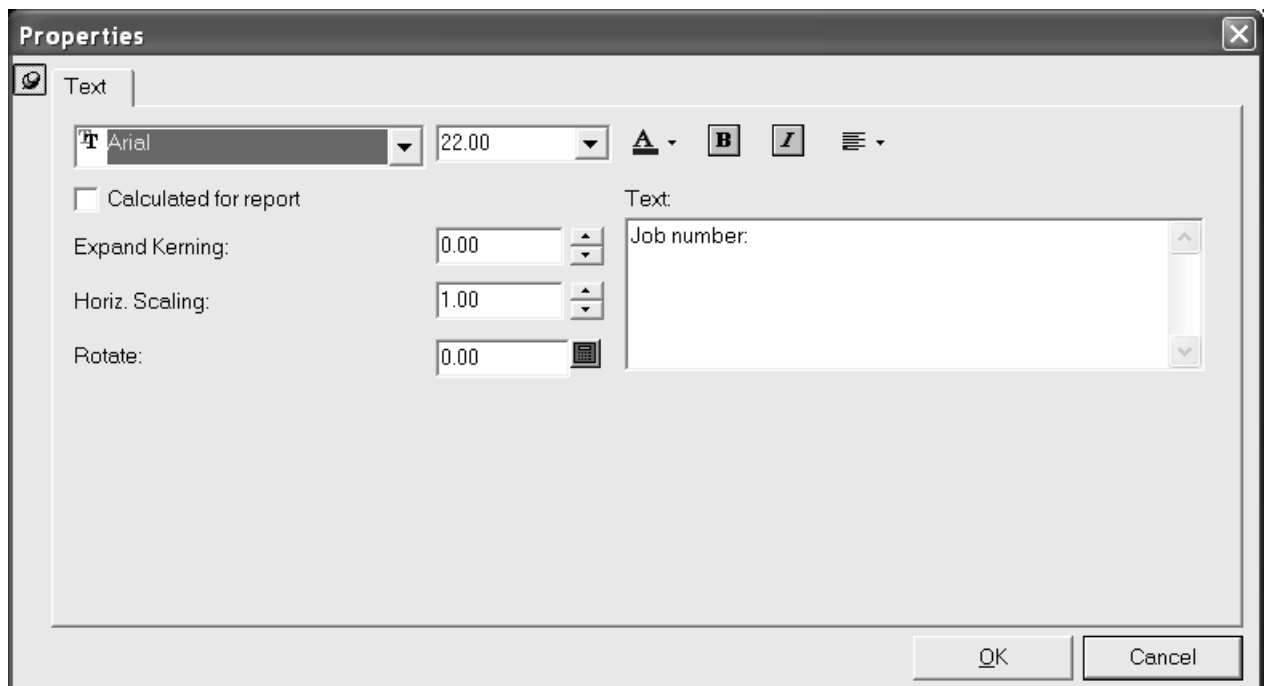 Properties
Text
Arial 22.00 A B I
Calculated for report Text:
Expand Kerning: 0.00 Job number:
Horiz. Scaling: 1.00
Rotate: 0.00
OK Cancel